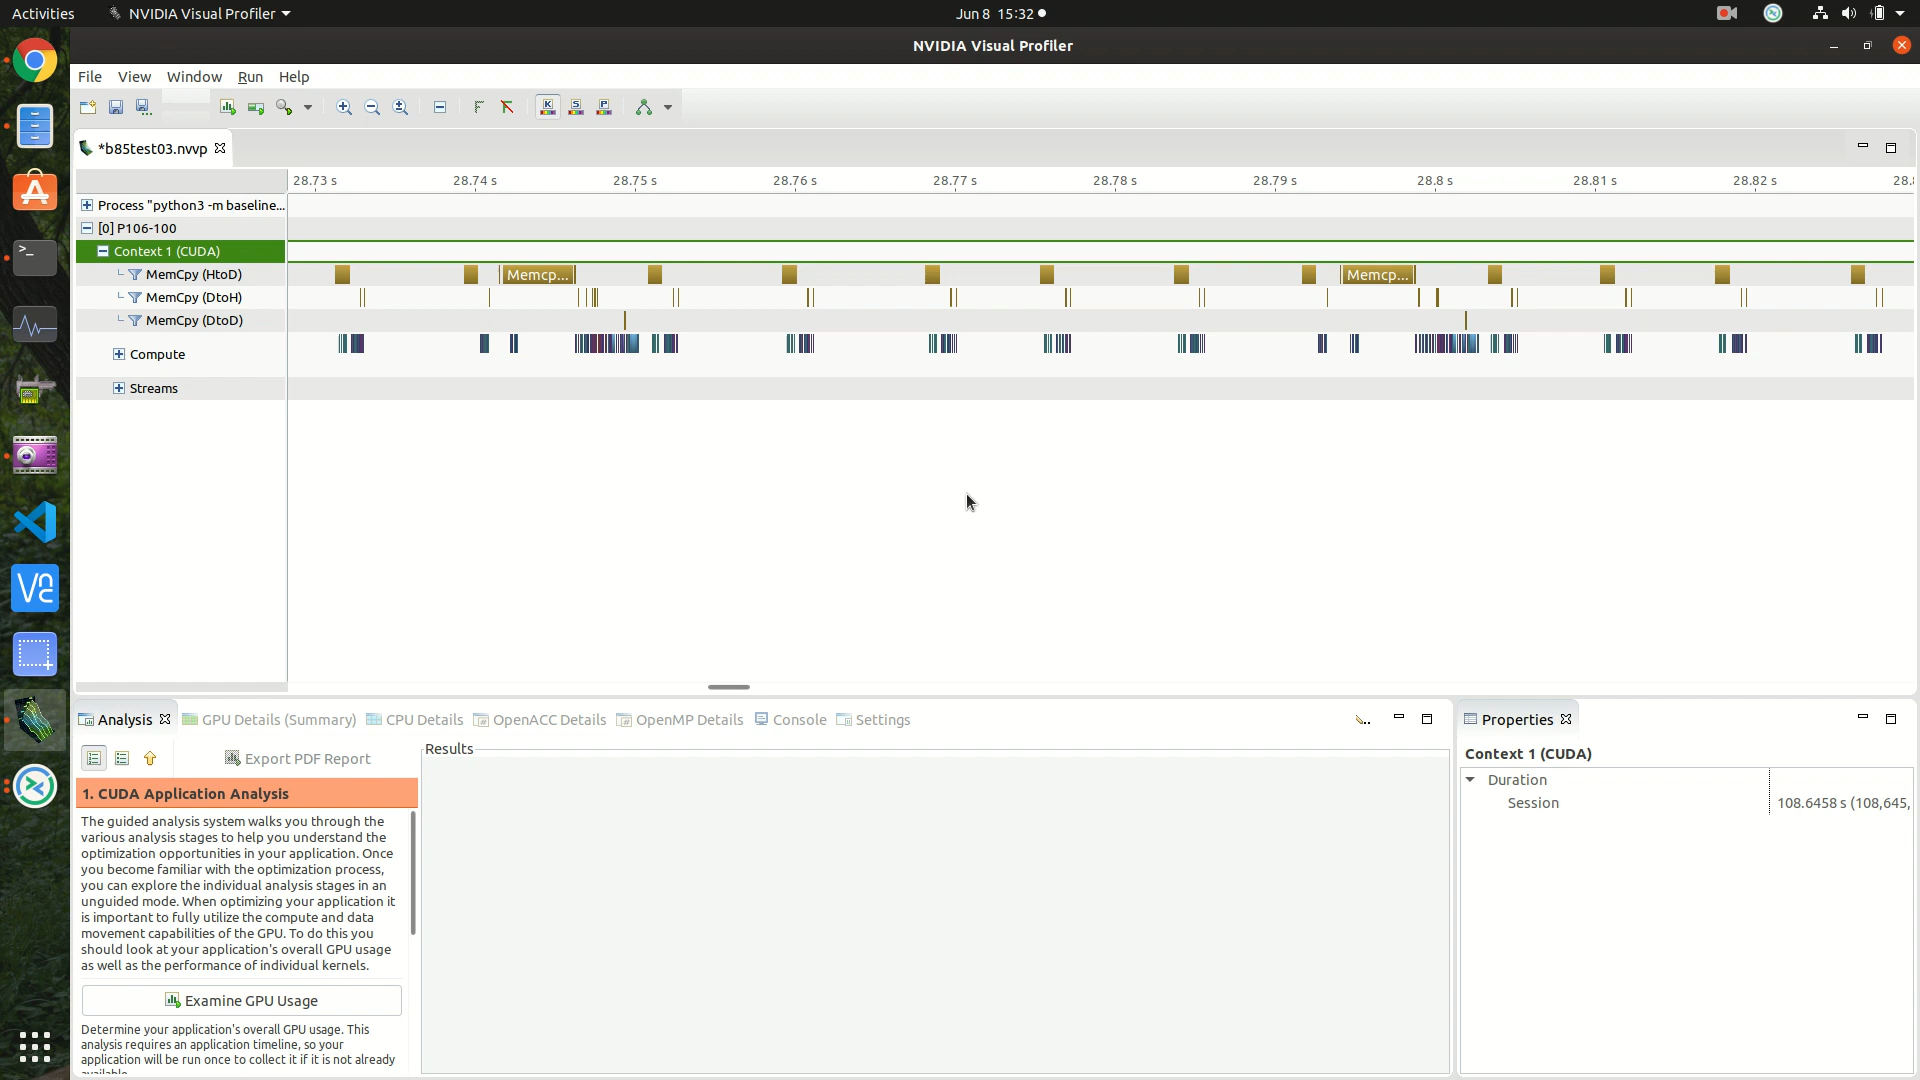 Activities
NVIDIA Visual Profiler
Jun 8 15:32
NVIDIA Visual Profiler
File View Window Run Help
*b85test03.nvvp
28.73 s 28.74 s 28.75 s 28.76 s 28.77 s 28.78 s 28.79 s 28.8 s 28.81 s 28.82 s 28.
Process "python3 -m baseline...
[0] P106-100
Context 1 (CUDA)
MemCpy (HtoD)
Memcp... Memcp...
MemCpy (DtoH)
MemCpy (DtoD)
Compute
Streams
Analysis GPU Details (Summary) CPU Details OpenACC Details OpenMP Details Console Settings
Export PDF Report
Results
1. CUDA Application Analysis
The guided analysis system walks you through the
various analysis stages to help you understand the
optimization opportunities in your application. Once
you become familiar with the optimization process,
you can explore the individual analysis stages in an
unguided mode. When optimizing your application it
is important to fully utilize the compute and data
movement capabilities of the GPU. To do this you
should look at your application's overall GPU usage
as well as the performance of individual kernels.
Examine GPU Usage
Determine your application's overall GPU usage. This
analysis requires an application timeline, so your
application will be run once to collect it if it is not already
Properties
Context 1 (CUDA)
Duration
Session 108.6458 s (108,645,